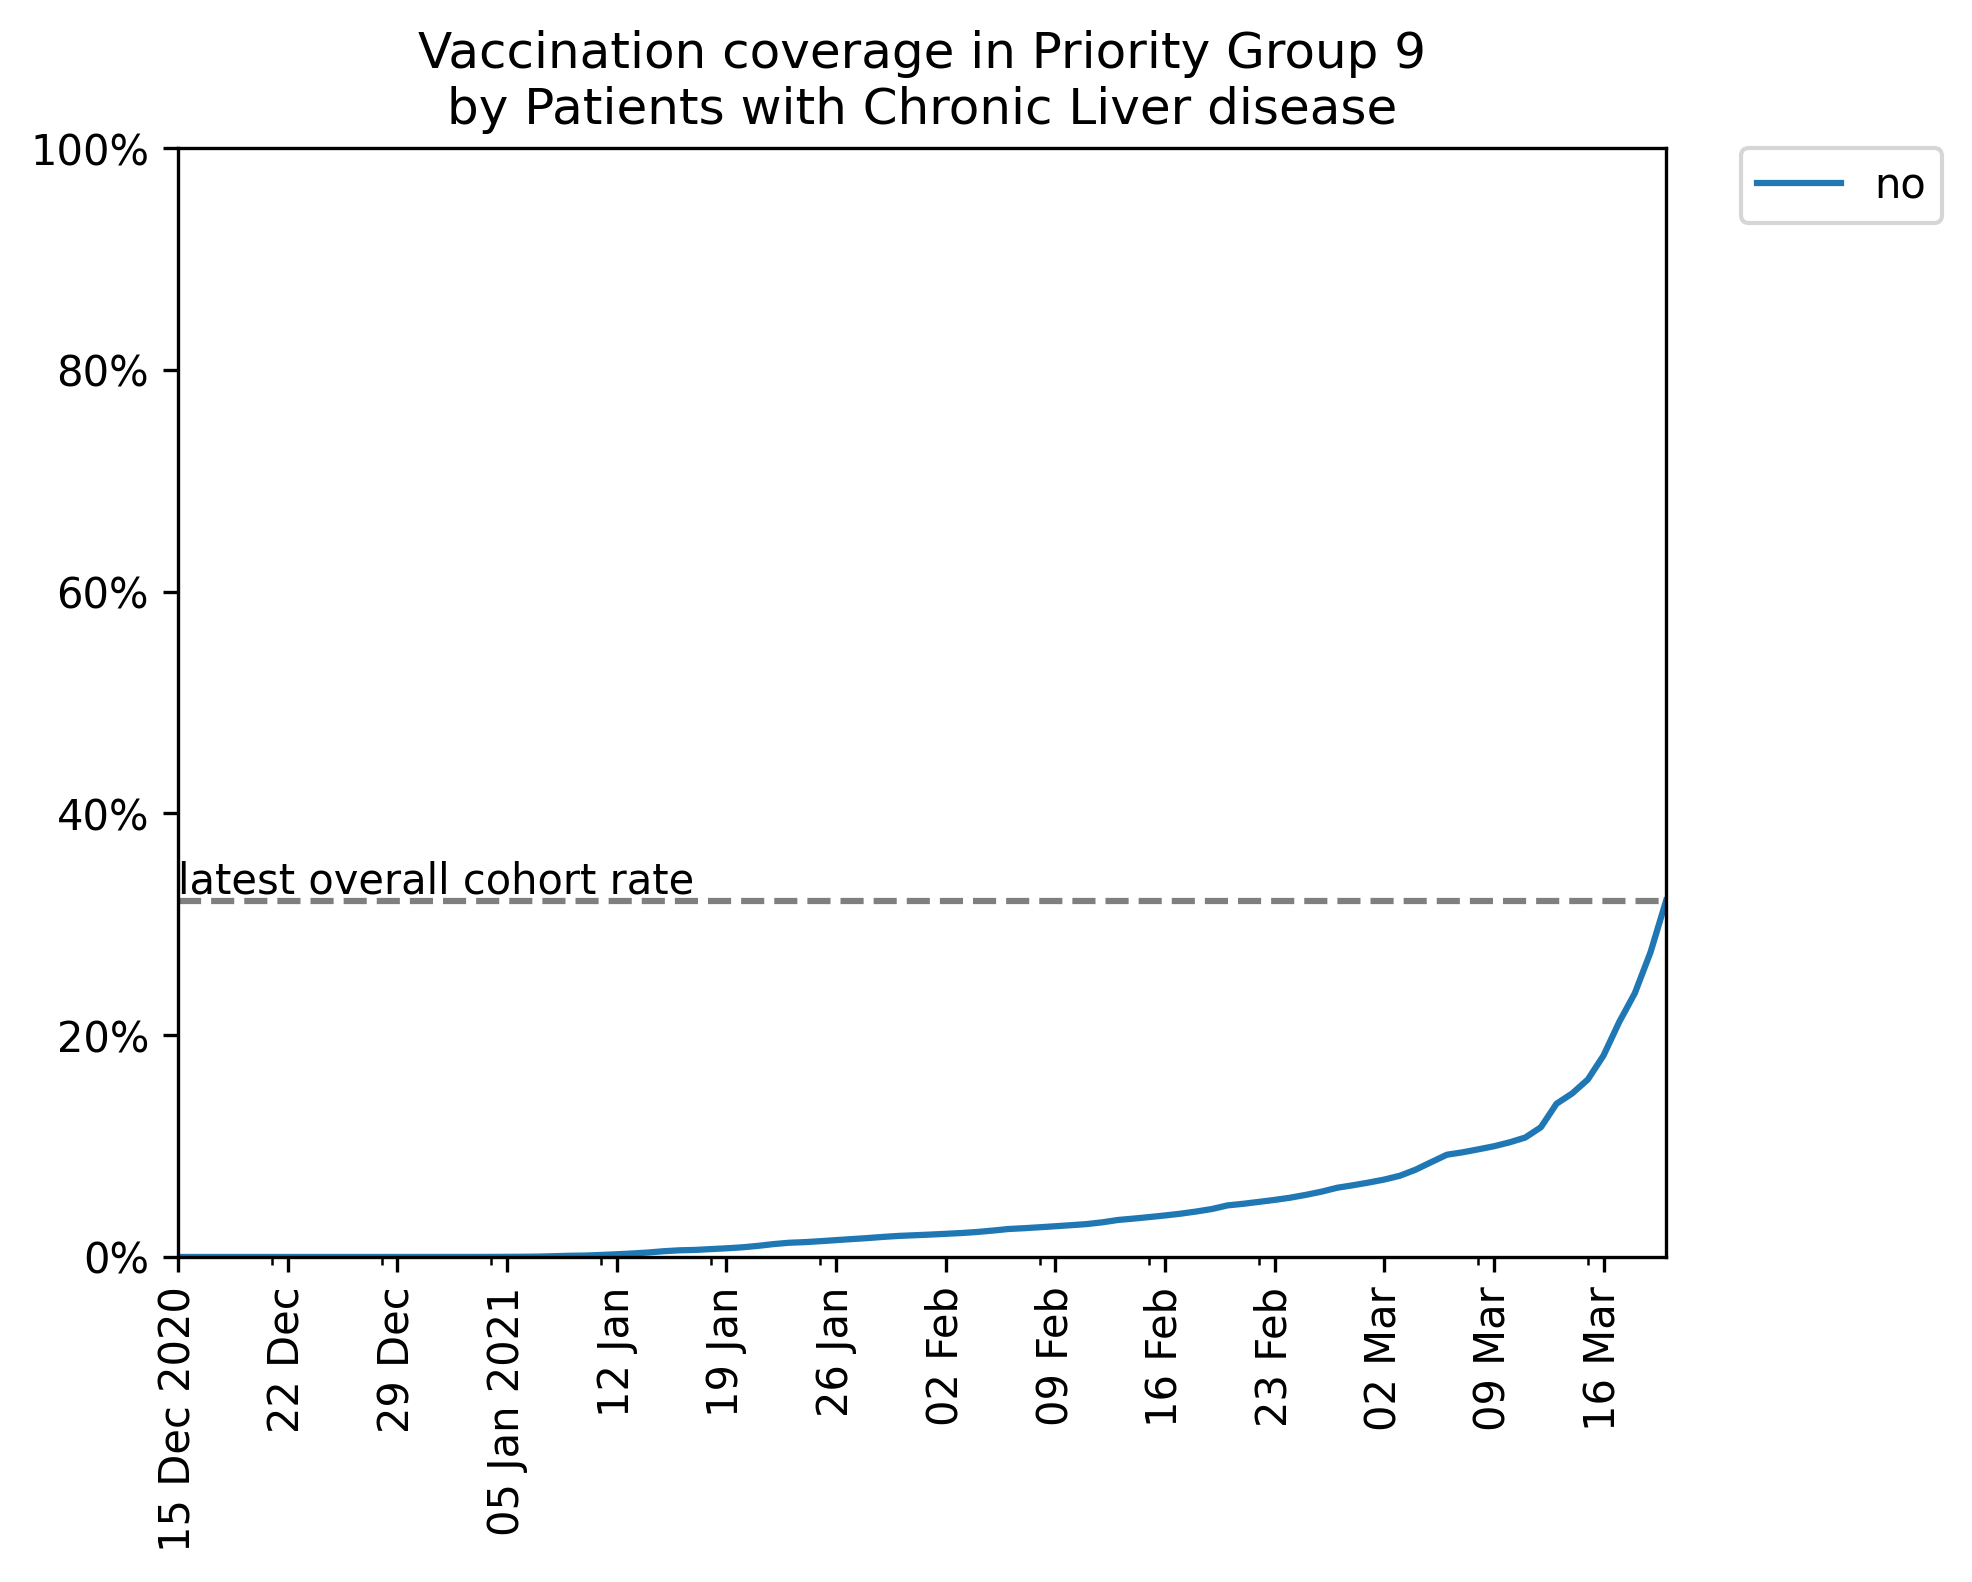 Vaccination coverage in Priority Group 9
by Patients with Chronic Liver disease
no
100%
80%
60%
40%
latest overall cohort rate
20%
0%
15 Dec 2020
22 Dec
29 Dec
05 Jan 2021
12 Jan
19 Jan
26 Jan
02 Feb
09 Feb
16 Feb
23 Feb
02 Mar
09 Mar
16 Mar